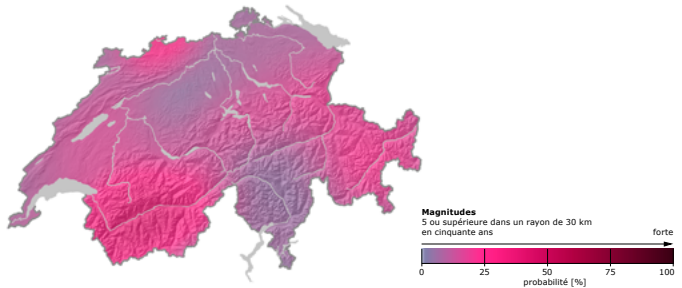 Magnitudes
5 ou supérieure dans un rayon de 30 km
en cinquante ans forte
0 25 50 75 100
probabilité [%]